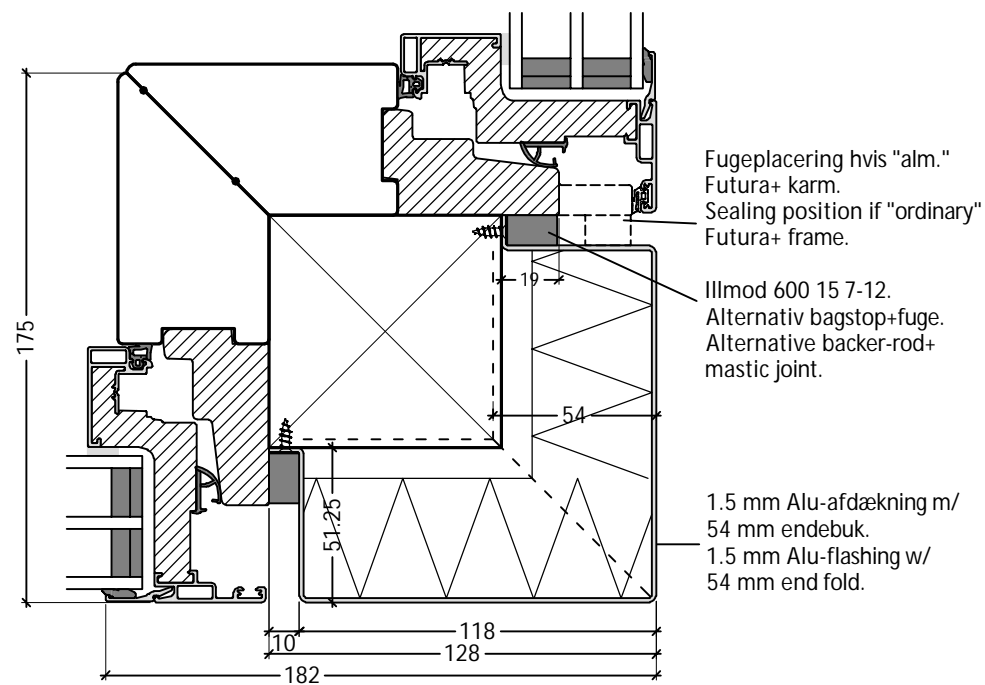 Fugeplacering hvis "alm."
Futura+ karm.
Sealing position if "ordinary"
Futura+ frame.
Illmod 600 15 7-12.
Alternativ bagstop+fuge.
Alternative backer-rod+
mastic joint.
1.5 mm Alu-afdækning m/
54 mm endebuk.
1.5 mm Alu-flashing w/
54 mm end fold.
175
19
54
51.25
118
10
128
182